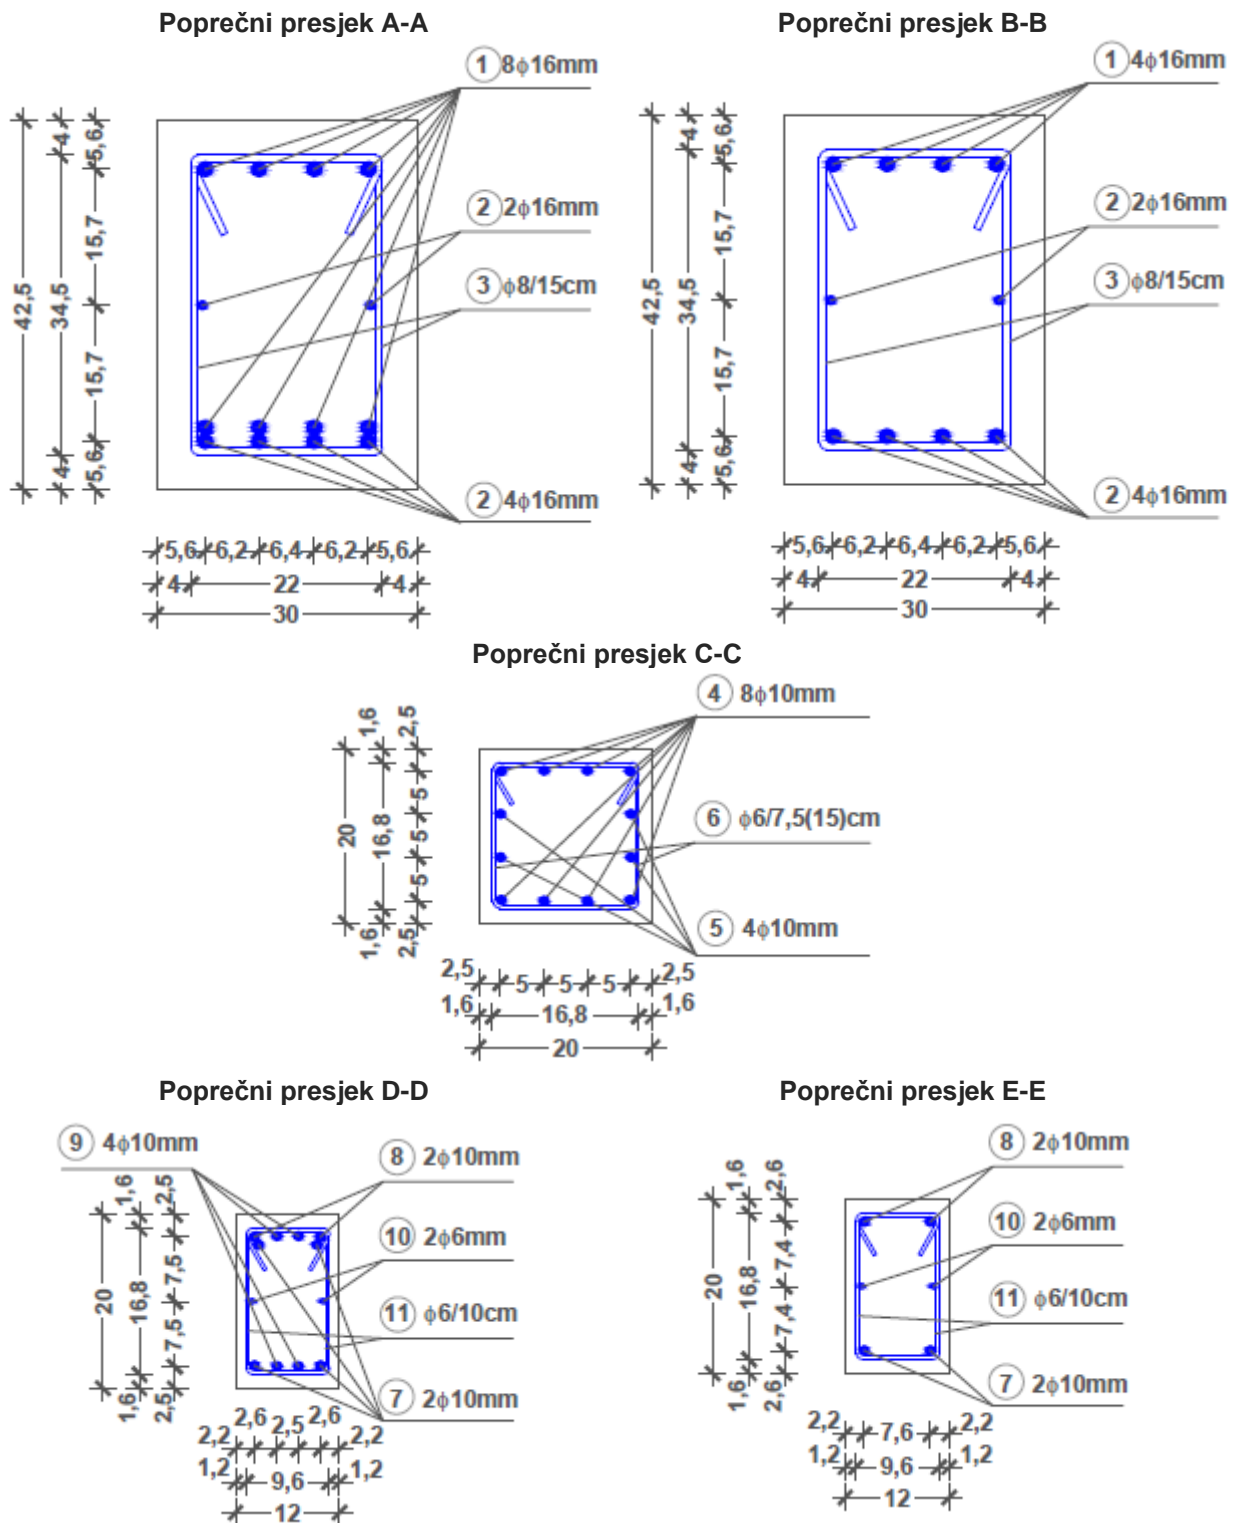 Poprečni presjek A-A
1 8ϕ16mm
2 2ϕ16mm
3 ϕ8/15cm
2 4ϕ16mm
42,5
4 34,5 4
5,6 15,7 15,7 5,6
5,6 6,2 6,4 6,2 5,6
4 22 4
30
Poprečni presjek B-B
1 4ϕ16mm
2 2ϕ16mm
3 ϕ8/15cm
2 4ϕ16mm
42,5
4 34,5 4
5,6 15,7 15,7 5,6
5,6 6,2 6,4 6,2 5,6
4 22 4
30
Poprečni presjek C-C
4 8ϕ10mm
6 ϕ6/7,5(15)cm
5 4ϕ10mm
20
1,6 16,8 1,6
2,5 5 5 5 2,5
2,5 5 5 5 2,5
1,6 16,8 1,6
20
Poprečni presjek D-D
9 4ϕ10mm
8 2ϕ10mm
10 2ϕ6mm
11 ϕ6/10cm
7 2ϕ10mm
20
1,6 16,8 1,6
2,5 7,5 7,5 2,5
2,6 2,6
2,2 2,5 2,2
1,2 9,6 1,2
12
Poprečni presjek E-E
8 2ϕ10mm
10 2ϕ6mm
11 ϕ6/10cm
7 2ϕ10mm
20
1,6 16,8 1,6
2,6 7,4 7,4 2,6
2,2 7,6 2,2
1,2 9,6 1,2
12